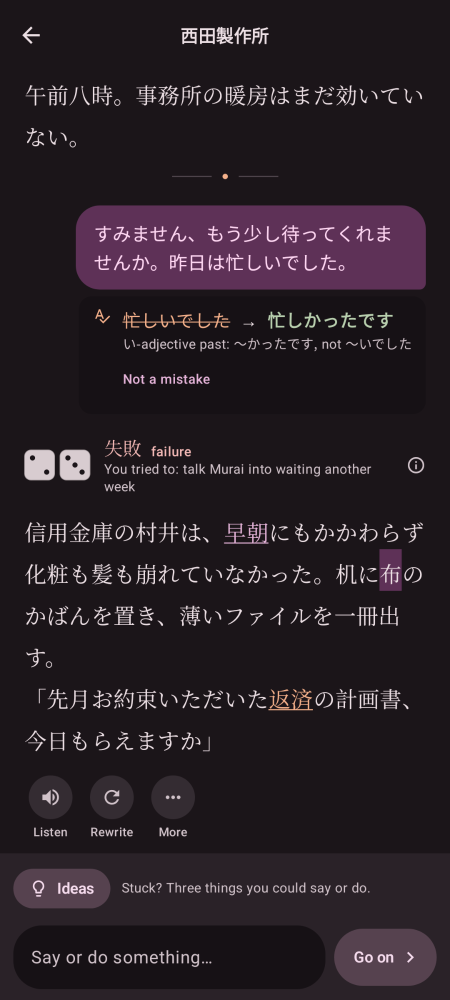 西田製作所
午前八時。事務所の暖房はまだ効いてい
ない。
すみません、もう少し待ってくれま
せんか。昨日は忙しいでした。
忙しいでした → 忙しかったです
い-adjective past: 〜かったです, not 〜いでした
Not a mistake
失敗 failure
You tried to: talk Murai into waiting another
week
信用金庫の村井は、早朝にもかかわらず
化粧も髪も崩れていなかった。机に布の
かばんを置き、薄いファイルを一冊出
す。
「先月お約束いただいた返済の計画書、
今日もらえますか」
Listen Rewrite More
Ideas Stuck? Three things you could say or do.
Say or do something… Go on